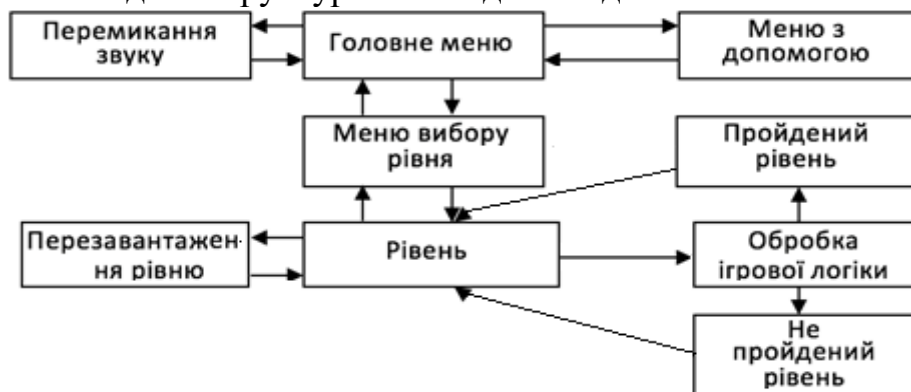 Перемикання
звуку
Головне меню
Меню з
допомогою
Меню вибору
рівня
Пройдений
рівень
Перезавантажен-
ня рівню
Рівень
Обробка
ігрової логіки
Не
пройдений
рівень